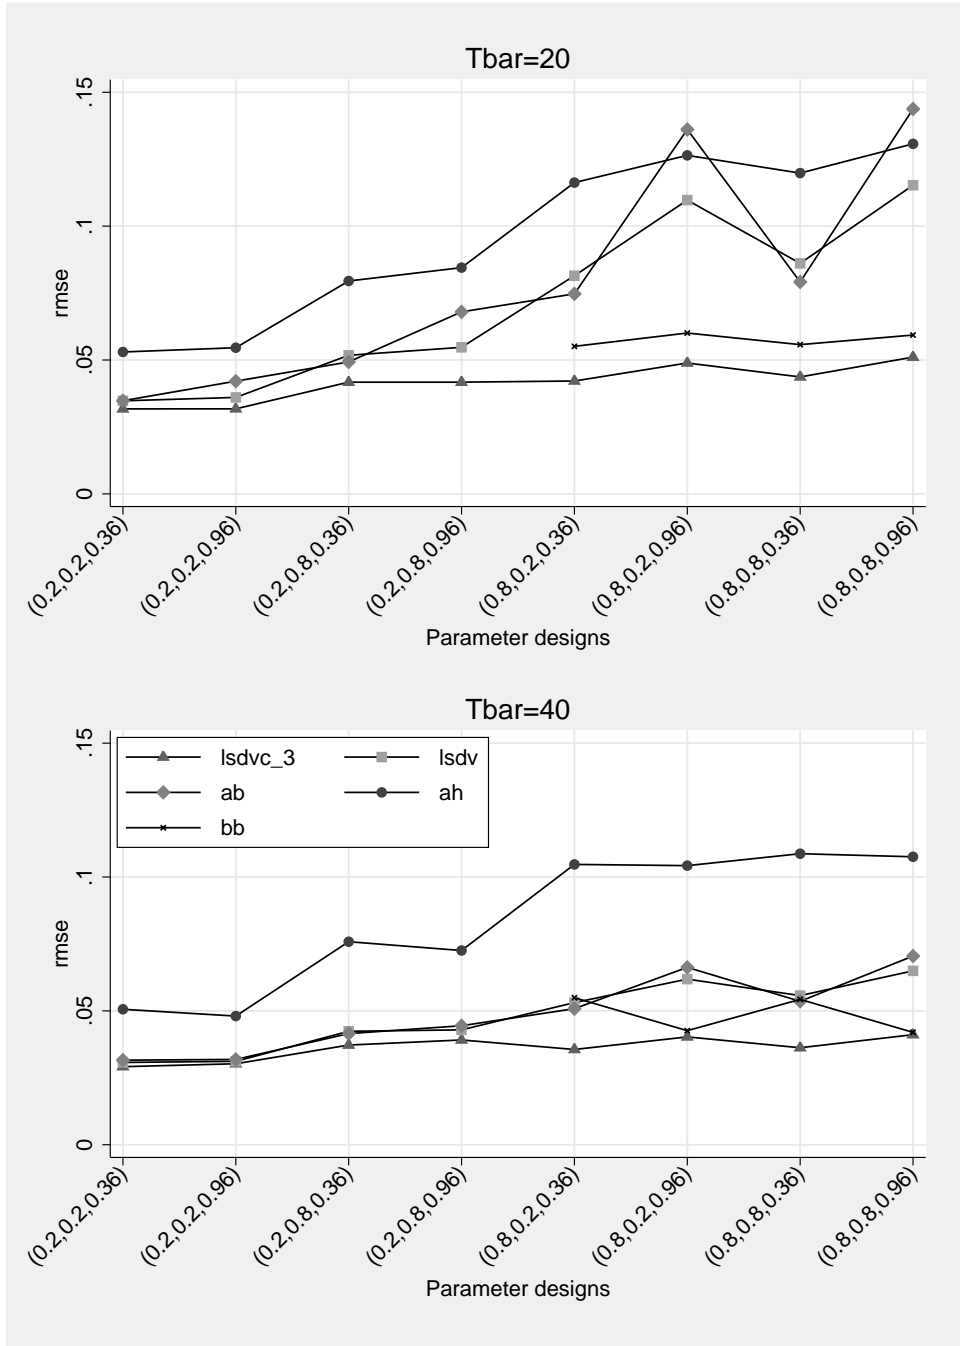 Tbar=20
.15
.1
.05
0
rmse
(0.2,0.2,0.36)
(0.2,0.2,0.96)
(0.2,0.8,0.36)
(0.2,0.8,0.96)
(0.8,0.2,0.36)
(0.8,0.2,0.96)
(0.8,0.8,0.36)
(0.8,0.8,0.96)
Parameter designs
Tbar=40
.15
.1
.05
0
rmse
lsdvc_3 lsdv
ab ah
bb
(0.2,0.2,0.36)
(0.2,0.2,0.96)
(0.2,0.8,0.36)
(0.2,0.8,0.96)
(0.8,0.2,0.36)
(0.8,0.2,0.96)
(0.8,0.8,0.36)
(0.8,0.8,0.96)
Parameter designs